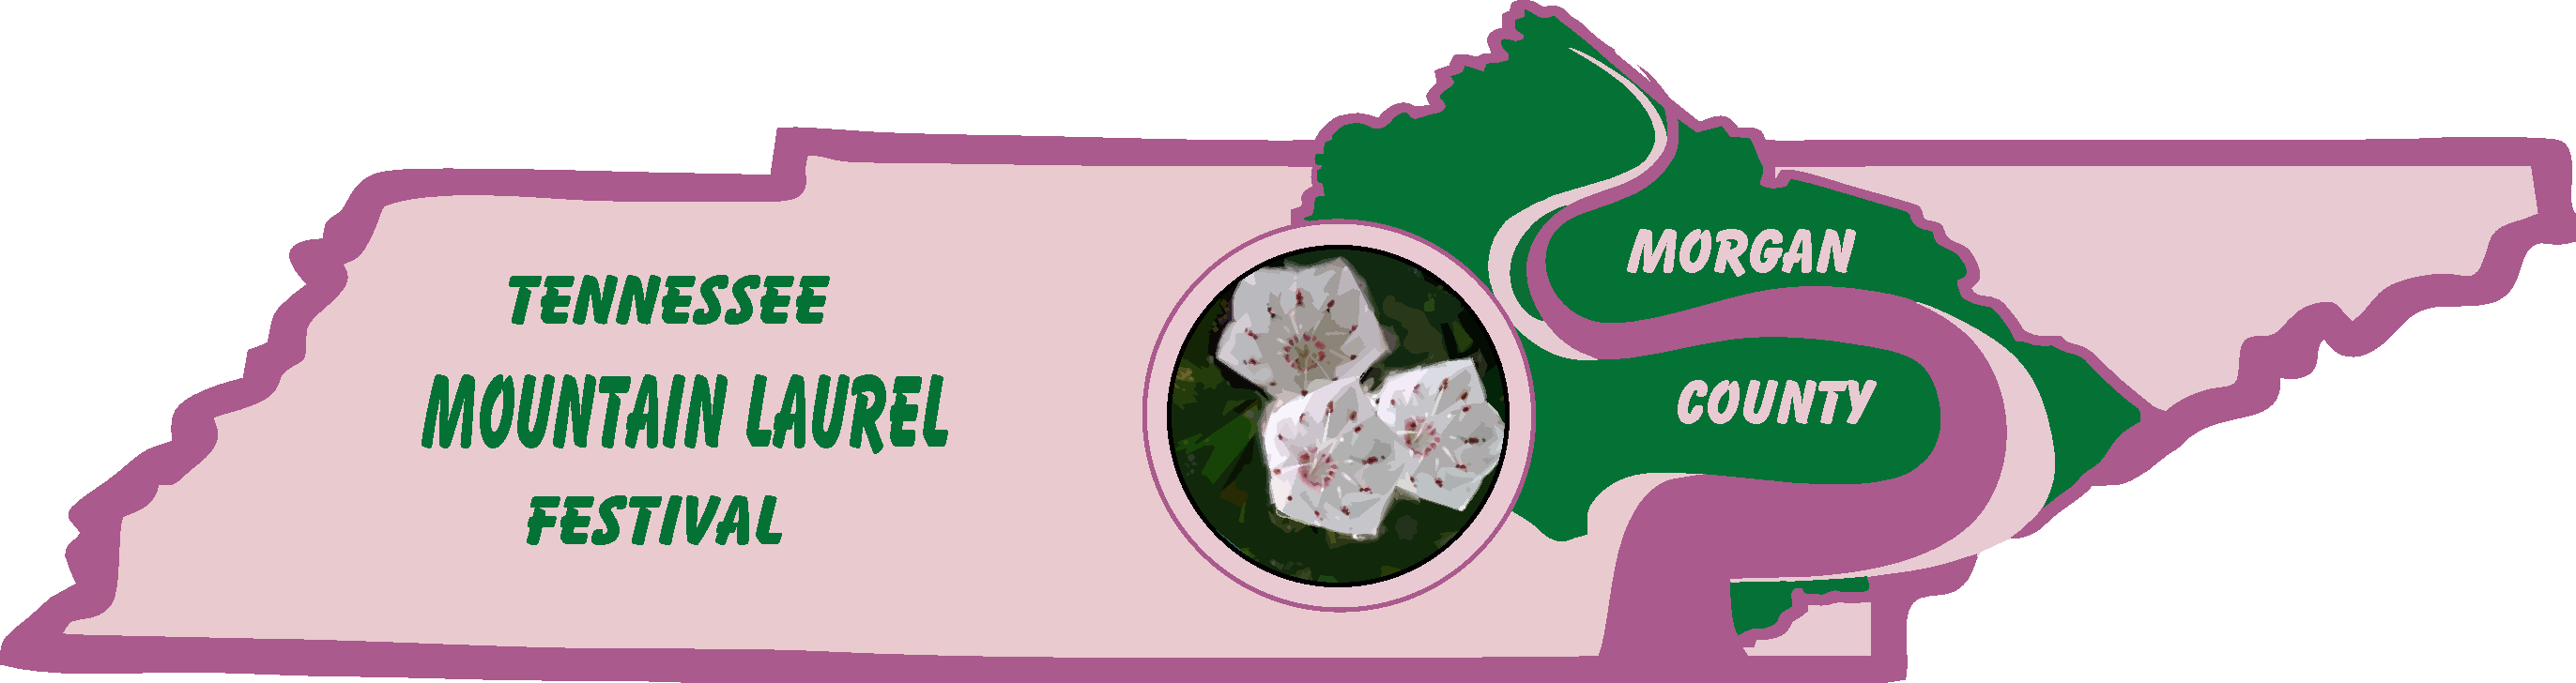 TENNESSEE
MOUNTAIN LAUREL
FESTIVAL
MORGAN
COUNTY